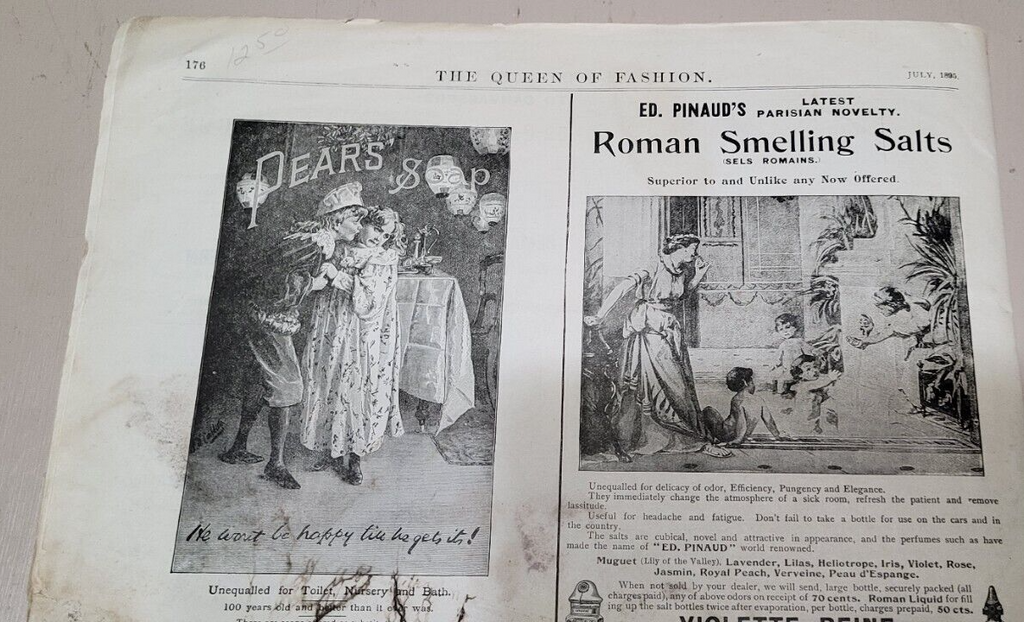 1250
176
THE QUEEN OF FASHION.
JULY, 1895.
PEARS' Soap
He wont be happy till he gets it!
Unequalled for Toilet, Nursery and Bath.
100 years old and better than it ever was.
ED. PINAUD'S LATEST PARISIAN NOVELTY.
Roman Smelling Salts
(SELS ROMAINS.)
Superior to and Unlike any Now Offered.
Unequalled for delicacy of odor, Efficiency, Pungency and Elegance.
They immediately change the atmosphere of a sick room, refresh the patient and remove
lassitude.
Useful for headache and fatigue. Don't fail to take a bottle for use on the cars and in
the country.
The salts are cubical, novel and attractive in appearance, and the perfumes such as have
made the name of "ED. PINAUD" world renowned.
Muguet (Lily of the Valley), Lavender, Lilas, Heliotrope, Iris, Violet, Rose,
Jasmin, Royal Peach, Verveine, Peau d'Espange.
When not sold by your dealer, we will send, large bottle, securely packed (all
charges paid), any of above odors on receipt of 70 cents. Roman Liquid for fill
ing up the salt bottles twice after evaporation, per bottle, charges prepaid, 50 cts.
VIOLETTE REINE